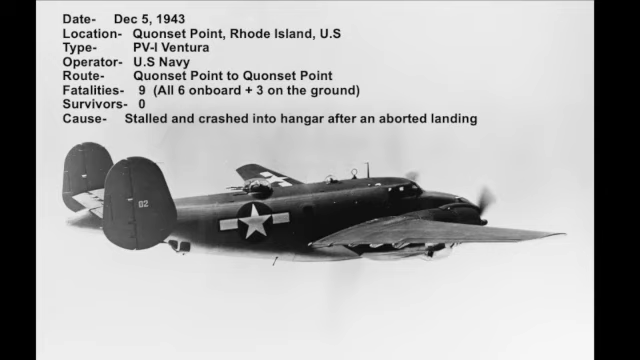 Date- Dec 5, 1943
Location- Quonset Point, Rhode Island, U.S
Type- PV-I Ventura
Operator- U.S Navy
Route- Quonset Point to Quonset Point
Fatalities- 9 (All 6 onboard + 3 on the ground)
Survivors- 0
Cause- Stalled and crashed into hangar after an aborted landing
82